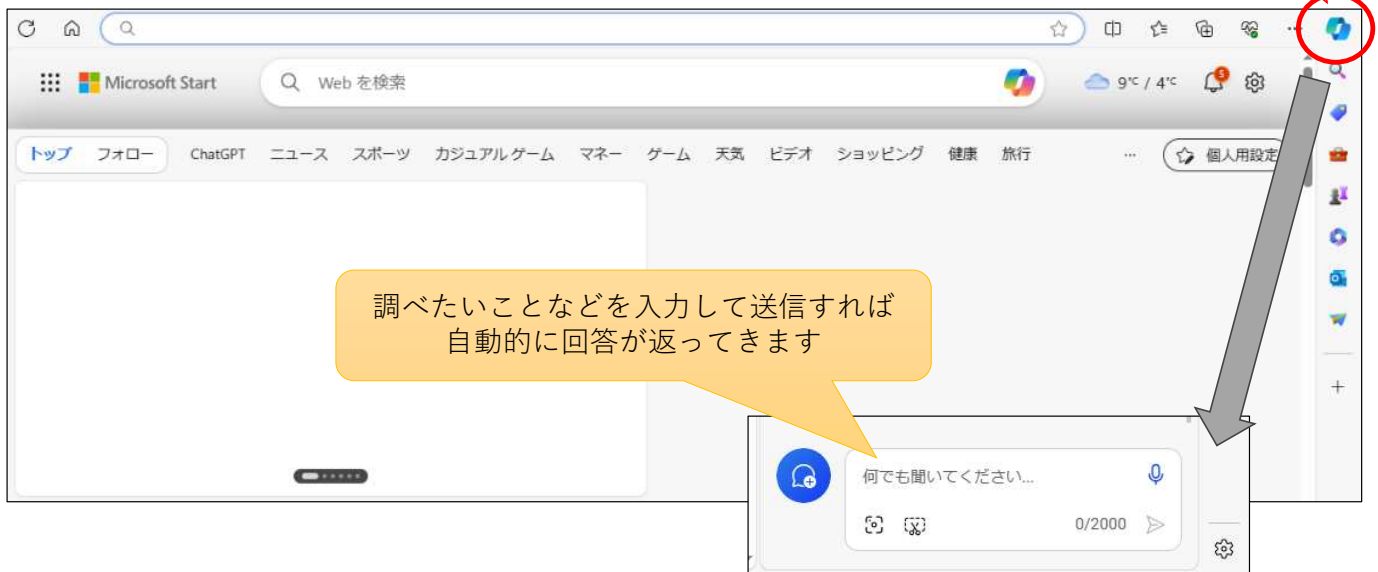 Microsoft Start
Web を検索
9℃ / 4℃
5
トップ フォロー ChatGPT ニュース スポーツ カジュアル ゲーム マネー ゲーム 天気 ビデオ ショッピング 健康 旅行 ... 個人用設定
調べたいことなどを入力して送信すれば
自動的に回答が返ってきます
何でも聞いてください...
0/2000